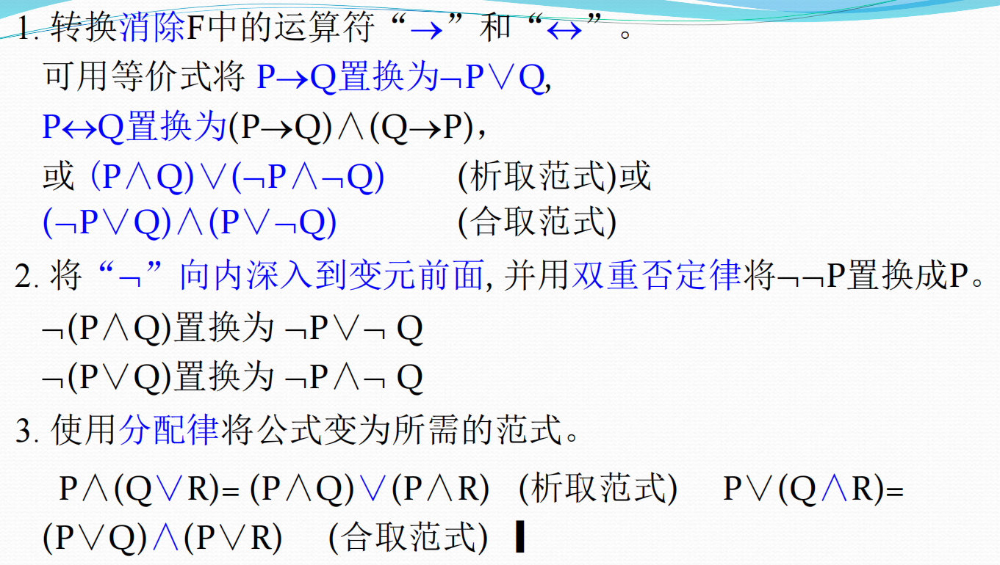 1. 转换消除F中的运算符“→”和“↔”。
可用等价式将 P→Q置换为¬P∨Q,
P↔Q置换为(P→Q)∧(Q→P)，
或 (P∧Q)∨(¬P∧¬Q) (析取范式)或
(¬P∨Q)∧(P∨¬Q) (合取范式)
2. 将“¬”向内深入到变元前面, 并用双重否定律将¬¬P置换成P。
¬(P∧Q)置换为 ¬P∨¬ Q
¬(P∨Q)置换为 ¬P∧¬ Q
3. 使用分配律将公式变为所需的范式。
P∧(Q∨R)= (P∧Q)∨(P∧R) (析取范式) P∨(Q∧R)=
(P∨Q)∧(P∨R) (合取范式) ▌